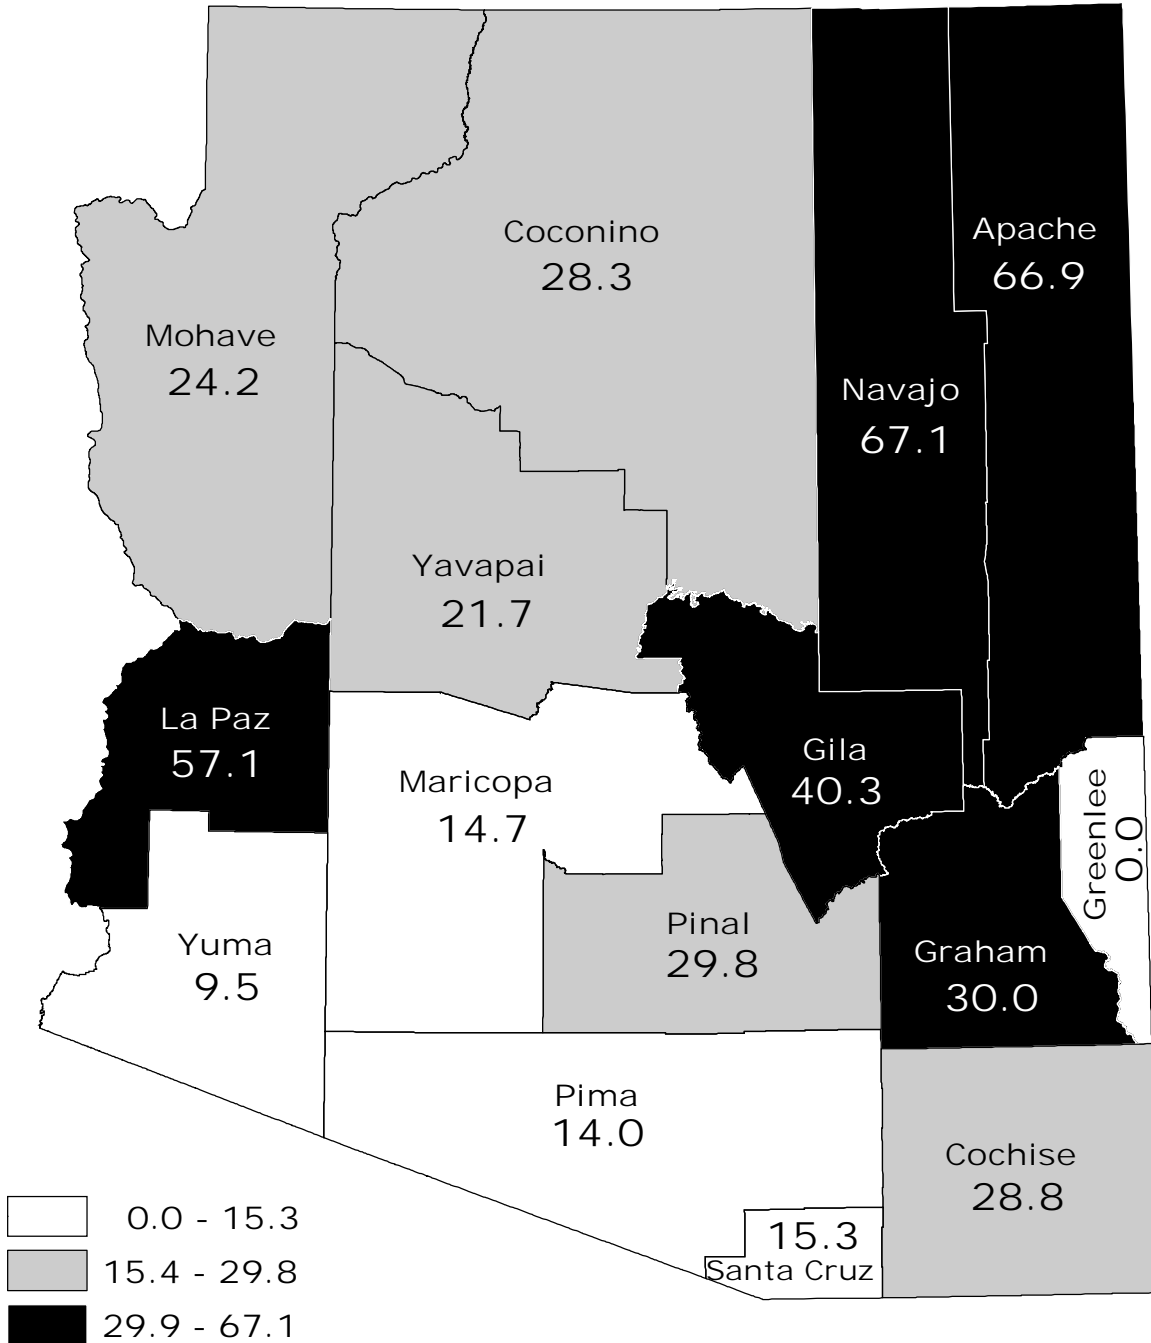 Coconino
28.3
Apache
66.9
Mohave
24.2
Navajo
67.1
Yavapai
21.7
La Paz
57.1
Gila
40.3
Maricopa
14.7
Greenlee
0.0
Pinal
29.8
Yuma
9.5
Graham
30.0
Pima
14.0
Cochise
28.8
15.3
Santa Cruz
0.0 - 15.3
15.4 - 29.8
29.9 - 67.1